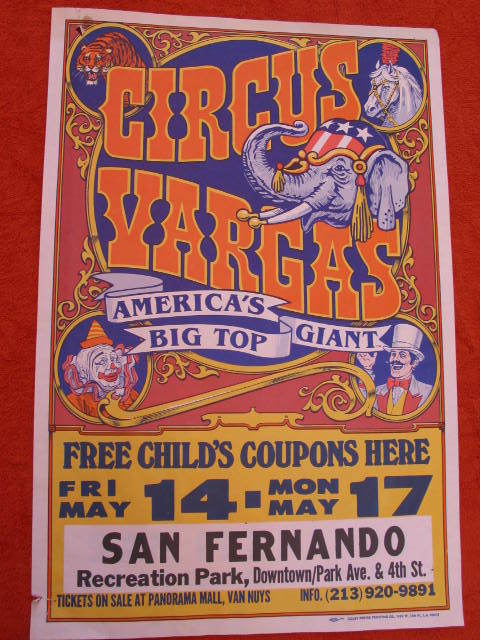 CIRCUS
VARGAS
AMERICA'S
BIG TOP GIANT
FREE CHILD'S COUPONS HERE
FRI MAY 14 - MON MAY 17
SAN FERNANDO
Recreation Park, Downtown/Park Ave. & 4th St.
TICKETS ON SALE AT PANORAMA MALL, VAN NUYS INFO. (213) 920-9891